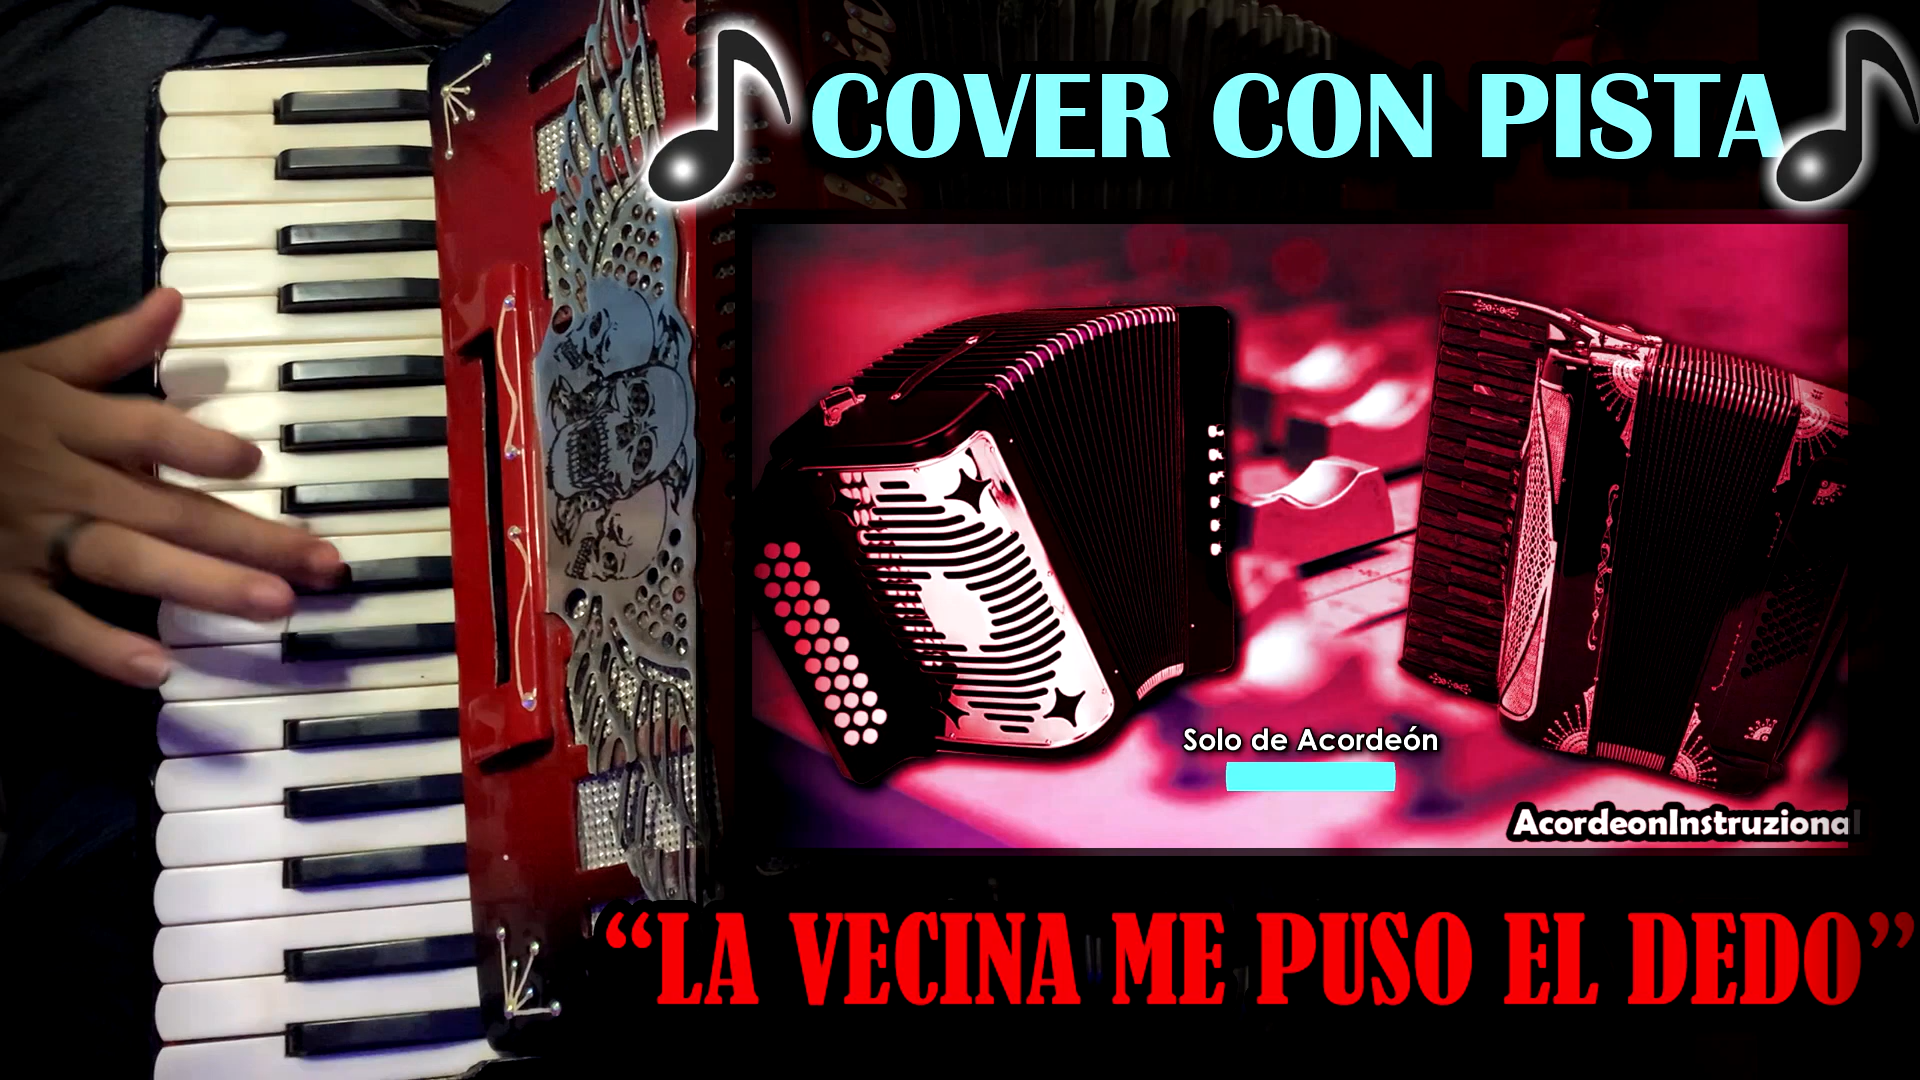 COVER CON PISTA
Solo de Acordeón
AcordeonInstruzional
“LA VECINA ME PUSO EL DEDO”